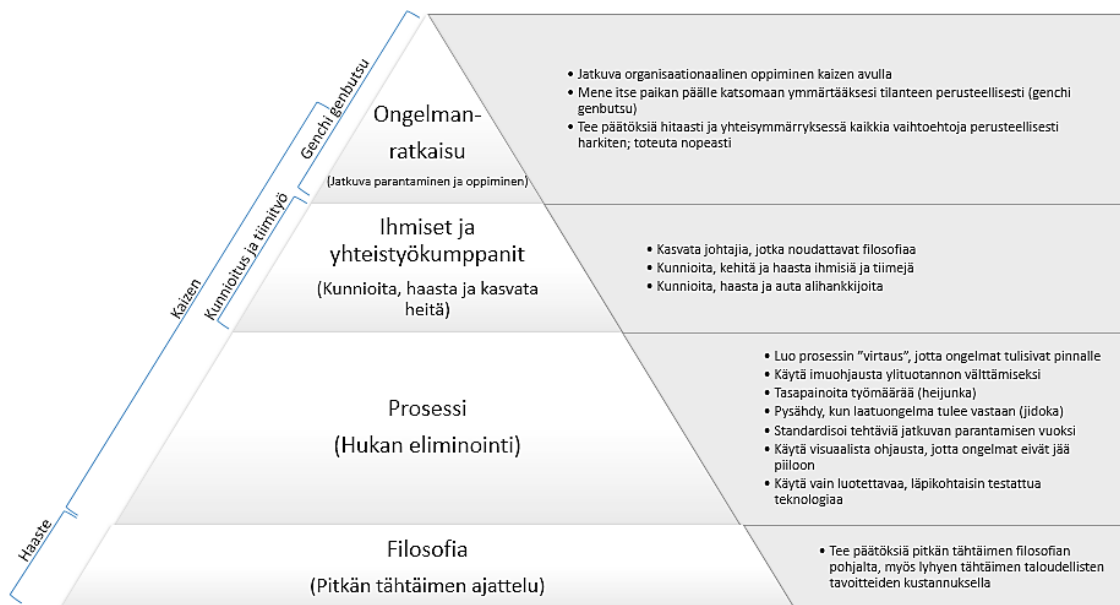 Genchi genbutsu
Kunnioitus ja tiimityö
Kaizen
Haaste
Ongelman-
ratkaisu
(Jatkuva parantaminen ja oppiminen)
• Jatkuva organisaationaalinen oppiminen kaizen avulla
• Mene itse paikan päälle katsomaan ymmärtääksesi tilanteen perusteellisesti (genchi
genbutsu)
• Tee päätöksiä hitaasti ja yhteisymmärryksessä kaikkia vaihtoehtoja perusteellisesti
harkiten; toteuta nopeasti
Ihmiset ja
yhteistyökumppanit
(Kunnioita, haasta ja kasvata
heitä)
• Kasvata johtajia, jotka noudattavat filosofiaa
• Kunnioita, kehitä ja haasta ihmisiä ja tiimejä
• Kunnioita, haasta ja auta alihankkijoita
Prosessi
(Hukan eliminointi)
• Luo prosessin ”virtaus”, jotta ongelmat tulisivat pinnalle
• Käytä imuohjausta ylituotannon välttämiseksi
• Tasapainoita työmäärää (heijunka)
• Pysähdy, kun laatuongelma tulee vastaan (jidoka)
• Standardisoi tehtäviä jatkuvan parantamisen vuoksi
• Käytä visuaalista ohjausta, jotta ongelmat eivät jää
piiloon
• Käytä vain luotettavaa, läpikohtaisin testattua
teknologiaa
Filosofia
(Pitkän tähtäimen ajattelu)
• Tee päätöksiä pitkän tähtäimen filosofian
pohjalta, myös lyhyen tähtäimen taloudellisten
tavoitteiden kustannuksella